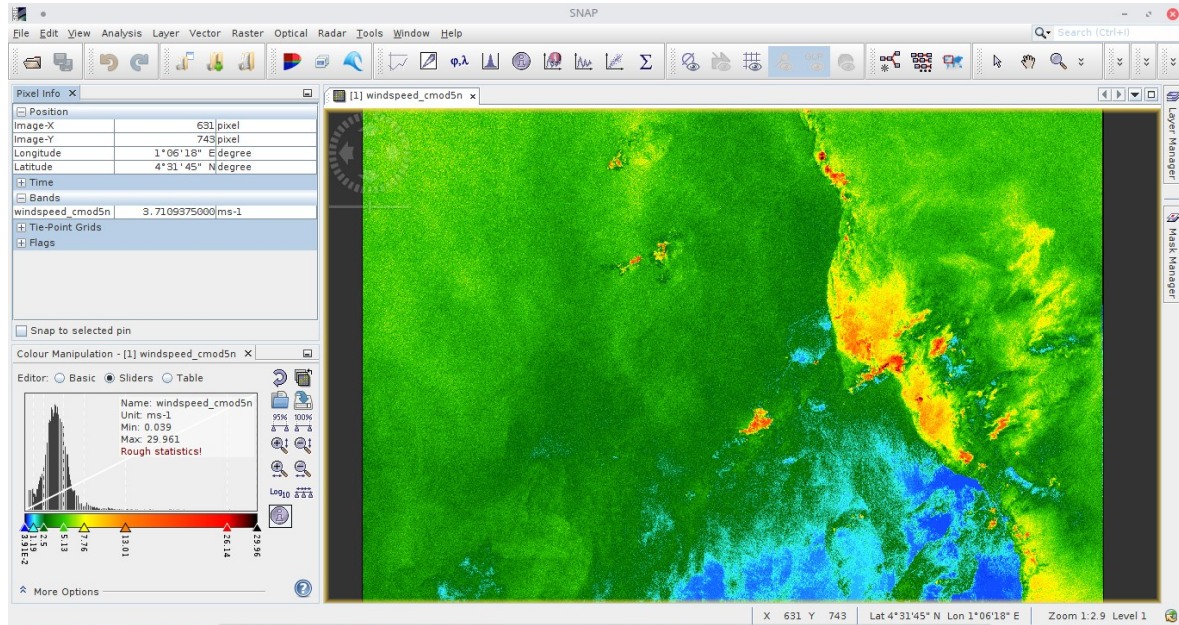 SNAP
File Edit View Analysis Layer Vector Raster Optical Radar Tools Window Help
Search (Ctrl+I)
φ,λ
Σ
Pixel Info
[1] windspeed_cmod5n
Position
Image-X 631 pixel
Image-Y 743 pixel
Longitude 1°06'18" E degree
Latitude 4°31'45" N degree
Time
Bands
windspeed_cmod5n 3.7109375000 ms-1
Tie-Point Grids
Flags
Layer Manager
Mask Manager
Snap to selected pin
Colour Manipulation - [1] windspeed_cmod5n
Editor: Basic Sliders Table
Name: windspeed_cmod5n
Unit: ms-1
Min: 0.039
Max: 29.961
Rough statistics!
95% 100%
Log10
3.91E-2 1.19 2.5 5.13 7.76 13.01 26.14 29.96
More Options
X 631 Y 743 Lat 4°31'45" N Lon 1°06'18" E Zoom 1:2.9 Level 1